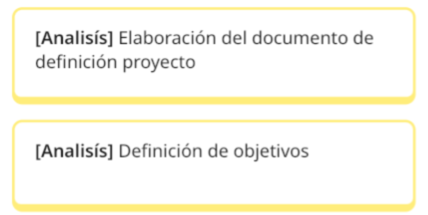 [Analisís] Elaboración del documento de
definición proyecto
[Analisís] Definición de objetivos